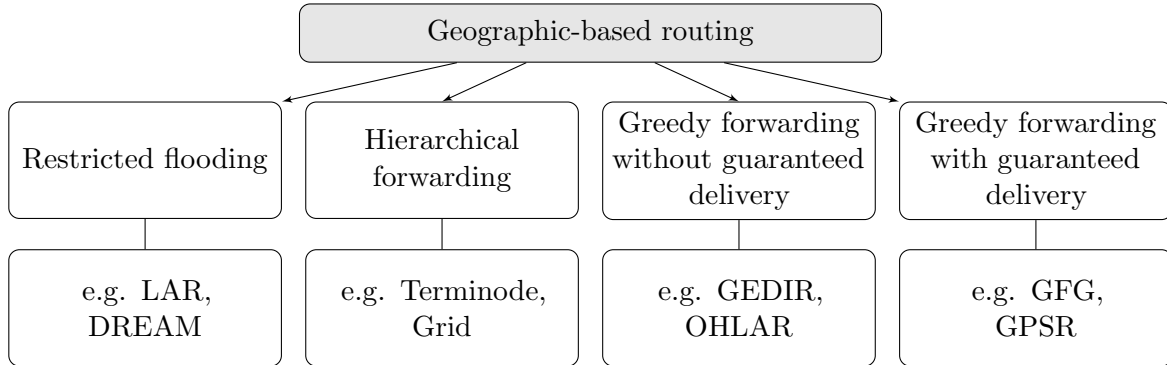 Geographic-based routing
Restricted flooding
Hierarchical
forwarding
Greedy forwarding
without guaranteed
delivery
Greedy forwarding
with guaranteed
delivery
e.g. LAR,
DREAM
e.g. Terminode,
Grid
e.g. GEDIR,
OHLAR
e.g. GFG,
GPSR